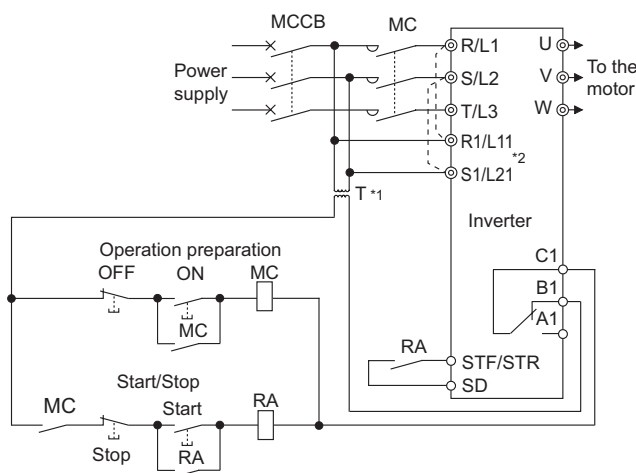 MCCB
MC
R/L1
U
Power
supply
S/L2
V
To the
motor
T/L3
W
R1/L11
*2
S1/L21
T *1
Inverter
Operation preparation
OFF
ON
MC
C1
B1
A1
MC
RA
STF/STR
SD
Start/Stop
MC
Start
RA
Stop
RA